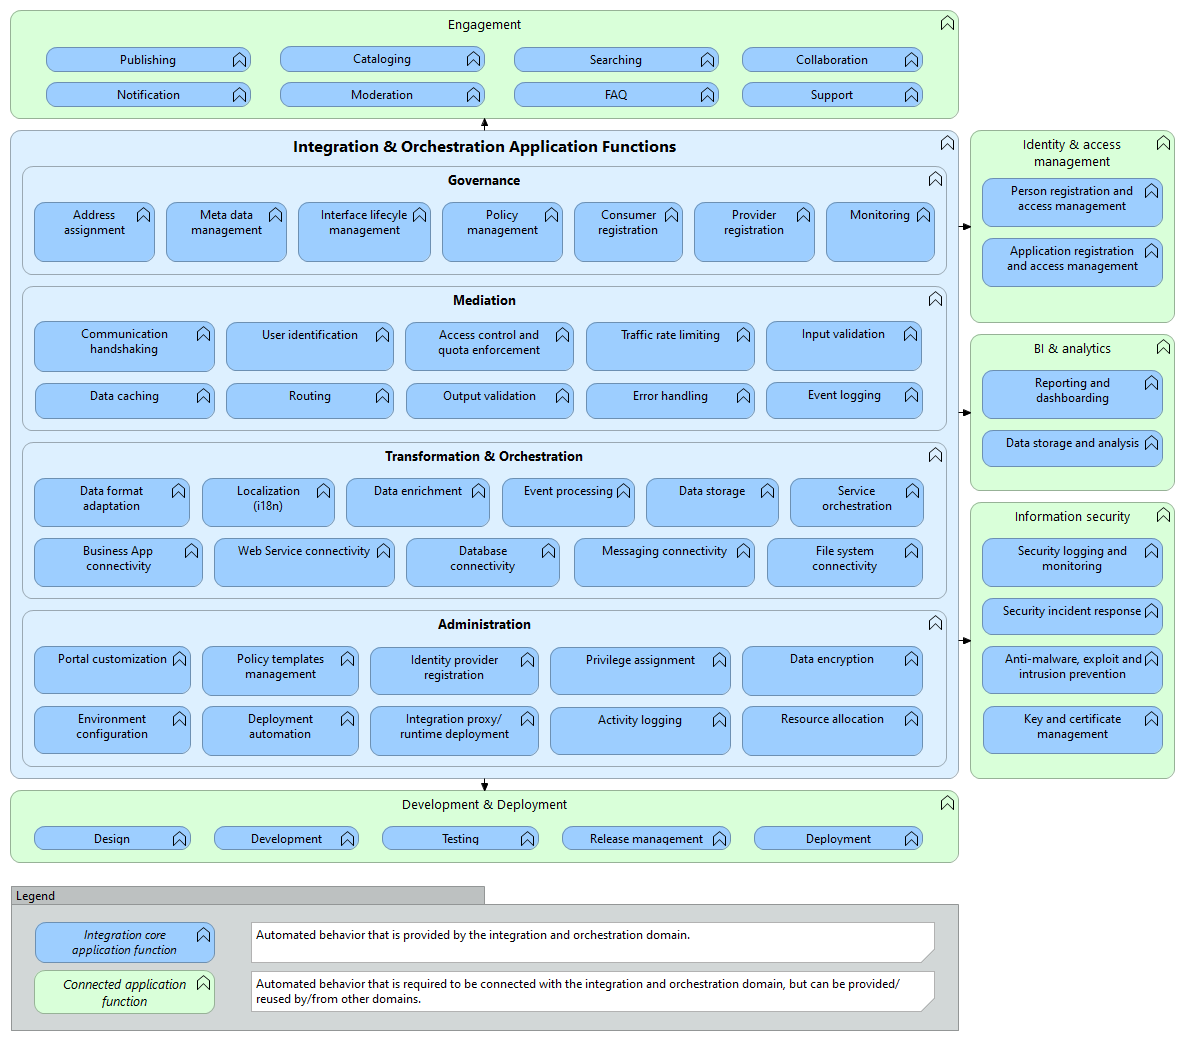 Engagement
Publishing
Cataloging
Searching
Collaboration
Notification
Moderation
FAQ
Support
Integration & Orchestration Application Functions
Governance
Address
assignment
Meta data
management
Interface lifecyle
management
Policy
management
Consumer
registration
Provider
registration
Monitoring
Mediation
Communication
handshaking
User identification
Access control and
quota enforcement
Traffic rate limiting
Input validation
Data caching
Routing
Output validation
Error handling
Event logging
Transformation & Orchestration
Data format
adaptation
Localization
(i18n)
Data enrichment
Event processing
Data storage
Service
orchestration
Business App
connectivity
Web Service connectivity
Database
connectivity
Messaging connectivity
File system
connectivity
Administration
Portal customization
Policy templates
management
Identity provider
registration
Privilege assignment
Data encryption
Environment
configuration
Deployment
automation
Integration proxy/
runtime deployment
Activity logging
Resource allocation
Identity & access
management
Person registration and
access management
Application registration
and access management
BI & analytics
Reporting and
dashboarding
Data storage and analysis
Information security
Security logging and
monitoring
Security incident response
Anti-malware, exploit and
intrusion prevention
Key and certificate
management
Development & Deployment
Design
Development
Testing
Release management
Deployment
Legend
Integration core
application function
Automated behavior that is provided by the integration and orchestration domain.
Connected application
function
Automated behavior that is required to be connected with the integration and orchestration domain, but can be provided/
reused by/from other domains.